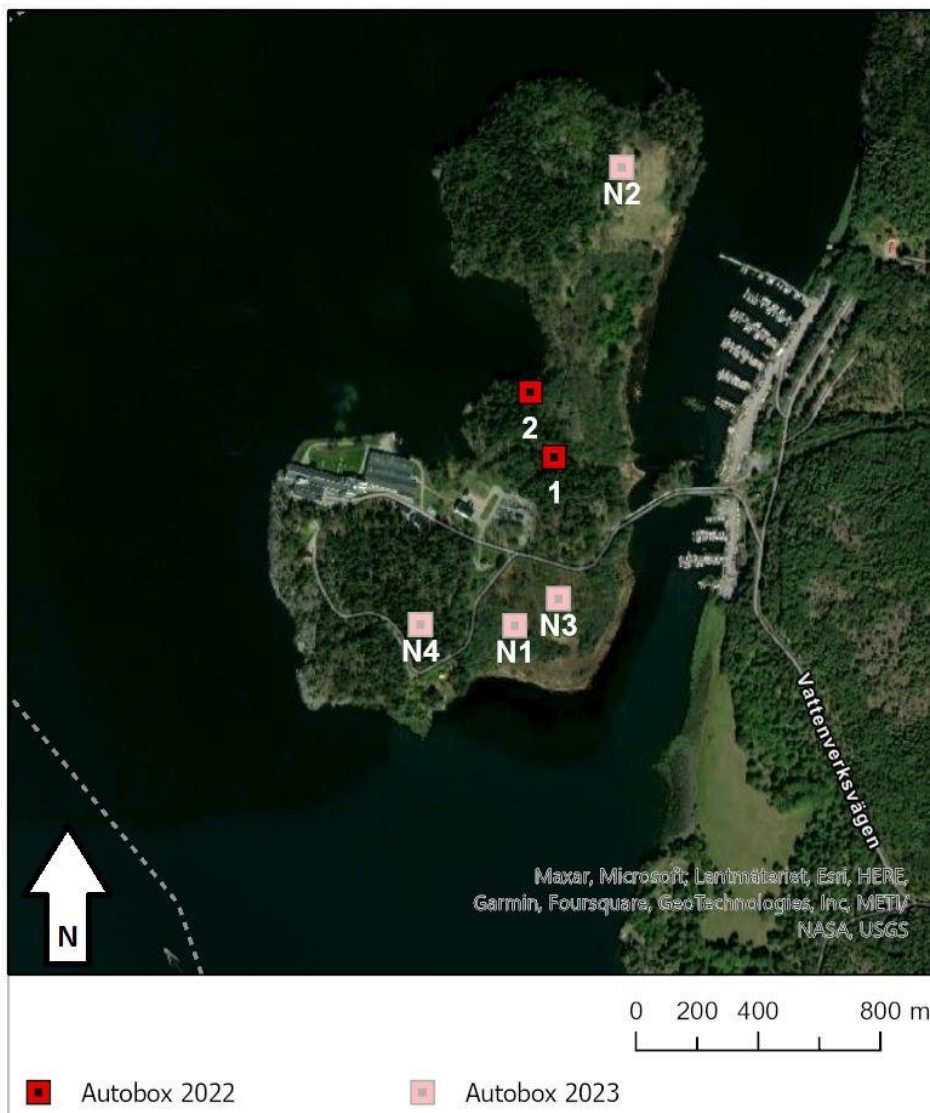 N2
2
1
N3
N4
N1
Vattenverksvägen
Maxar, Microsoft, Lantmäteriet, Esri, HERE,
Garmin, Foursquare, GeoTechnologies, Inc, METI/
NASA, USGS
N
0 200 400 800 m
Autobox 2022 Autobox 2023